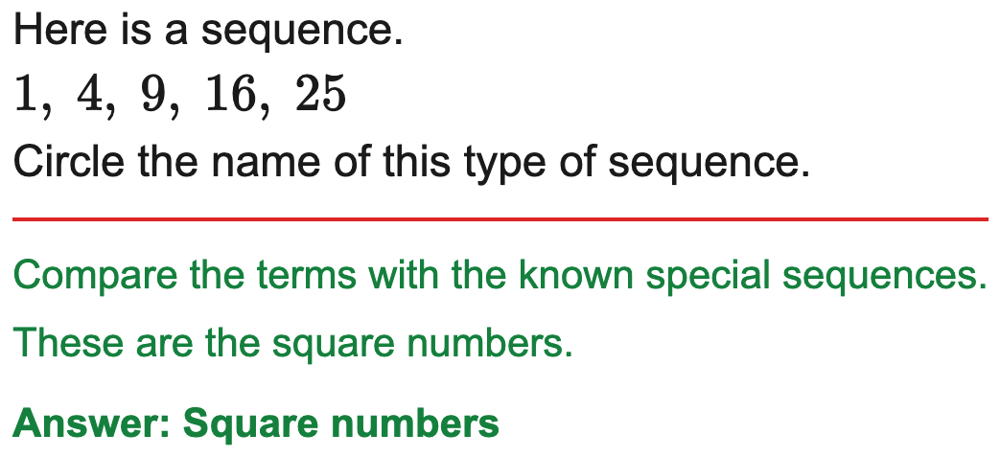 Here is a sequence.
1, 4, 9, 16, 25
Circle the name of this type of sequence.
Compare the terms with the known special sequences.
These are the square numbers.
Answer: Square numbers